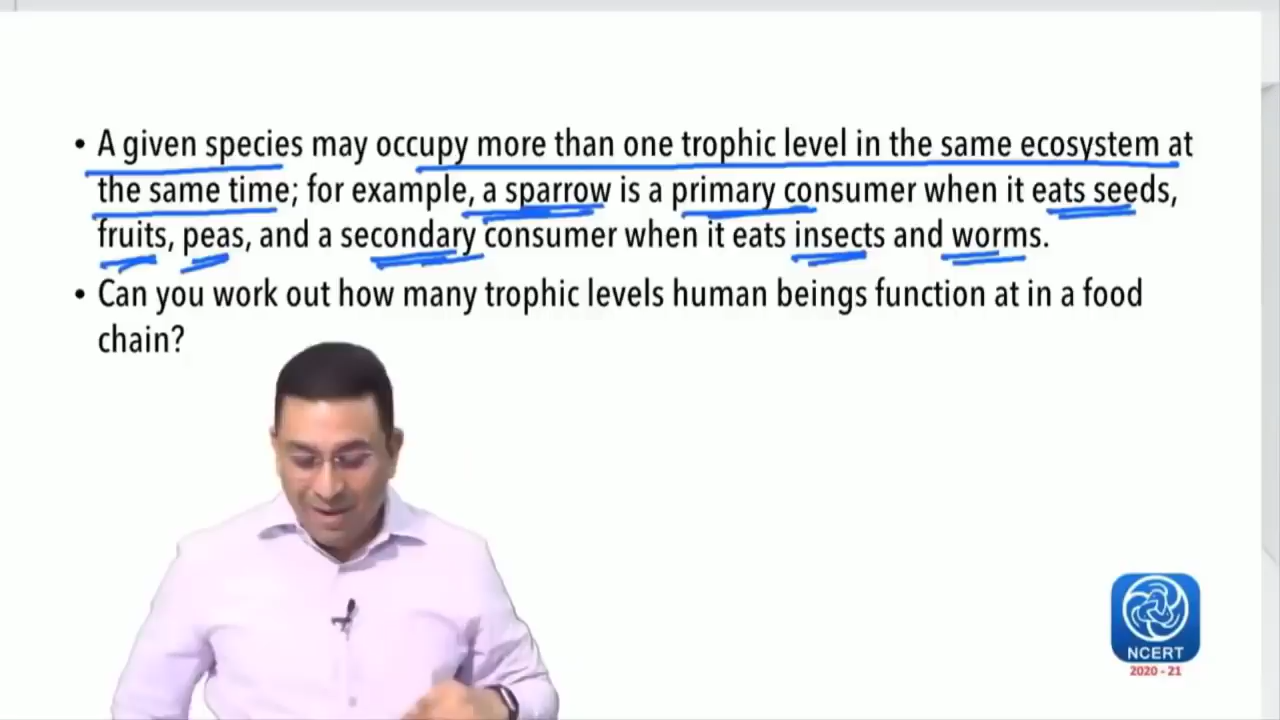 • A given species may occupy more than one trophic level in the same ecosystem at
the same time; for example, a sparrow is a primary consumer when it eats seeds,
fruits, peas, and a secondary consumer when it eats insects and worms.
• Can you work out how many trophic levels human beings function at in a food
chain?
NCERT
2020 - 21